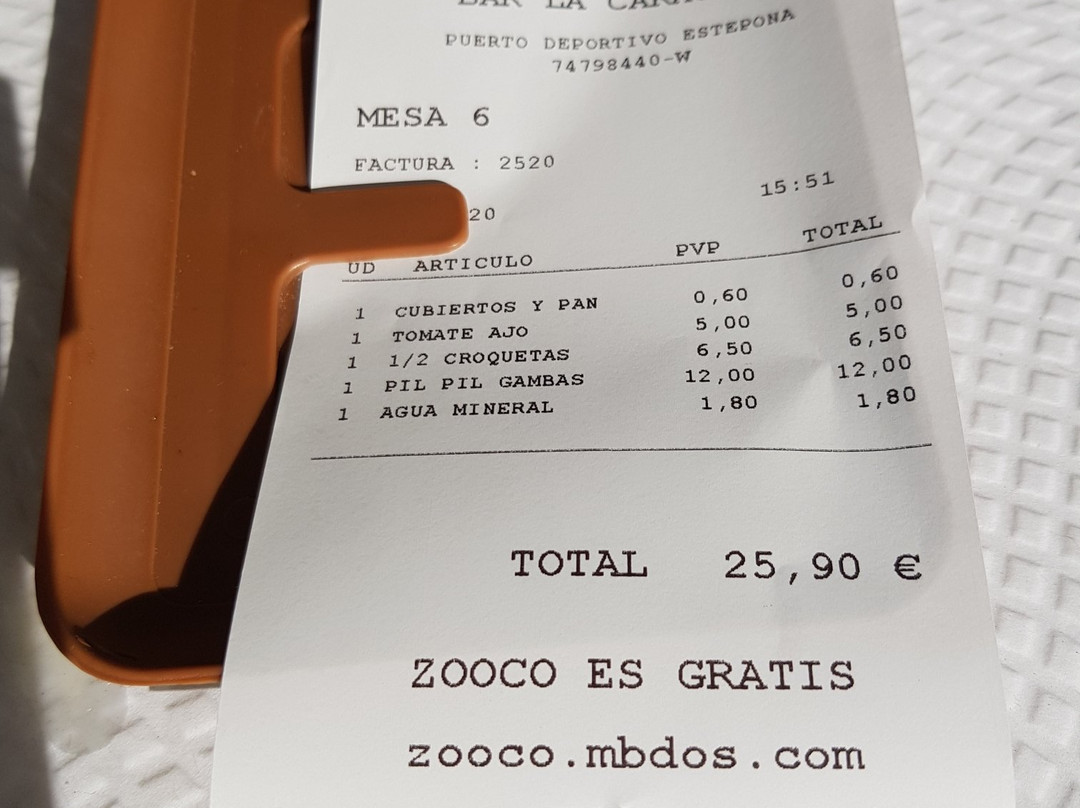 BAR LA
PUERTO DEPORTIVO ESTEPONA
74798440-W
MESA 6
FACTURA : 2520
20 15:51
UD ARTICULO PVP TOTAL
1 CUBIERTOS Y PAN 0,60 0,60
1 TOMATE AJO 5,00 5,00
1 1/2 CROQUETAS 6,50 6,50
1 PIL PIL GAMBAS 12,00 12,00
1 AGUA MINERAL 1,80 1,80
TOTAL 25,90 €
ZOOCO ES GRATIS
zooco.mbdos.com